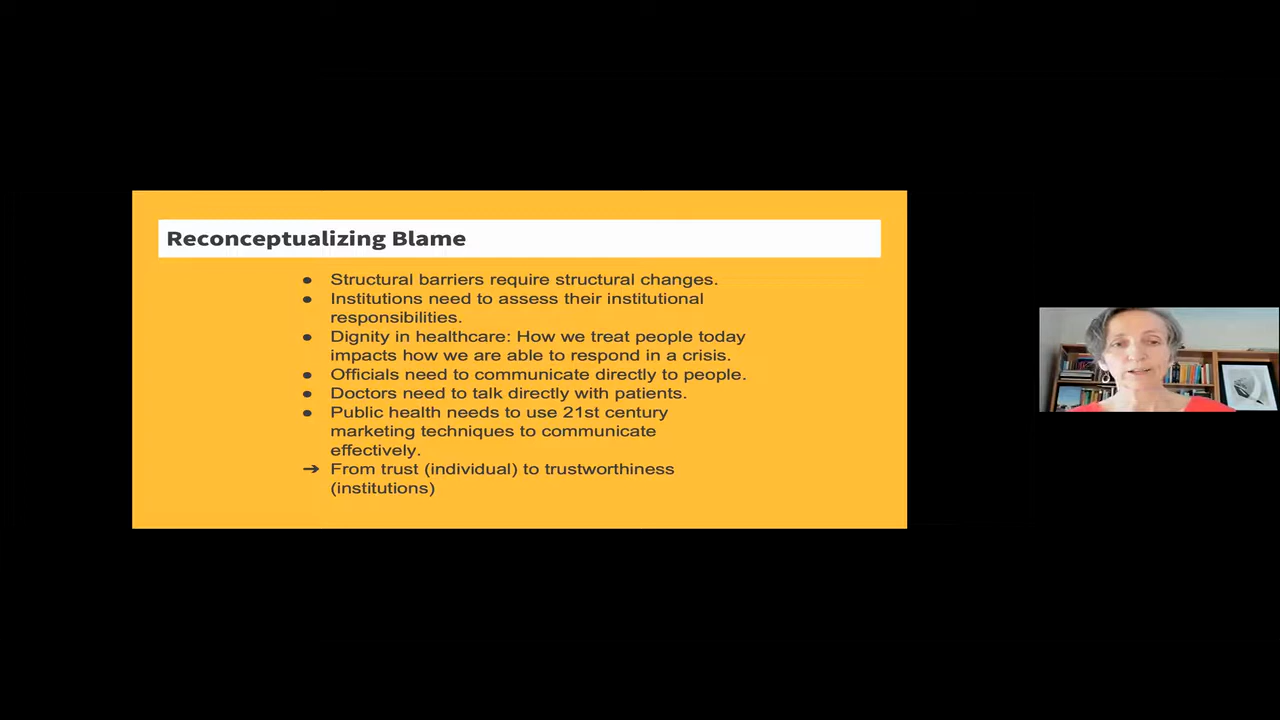 Reconceptualizing Blame
● Structural barriers require structural changes.
● Institutions need to assess their institutional
responsibilities.
● Dignity in healthcare: How we treat people today
impacts how we are able to respond in a crisis.
● Officials need to communicate directly to people.
● Doctors need to talk directly with patients.
● Public health needs to use 21st century
marketing techniques to communicate
effectively.
➔ From trust (individual) to trustworthiness
(institutions)